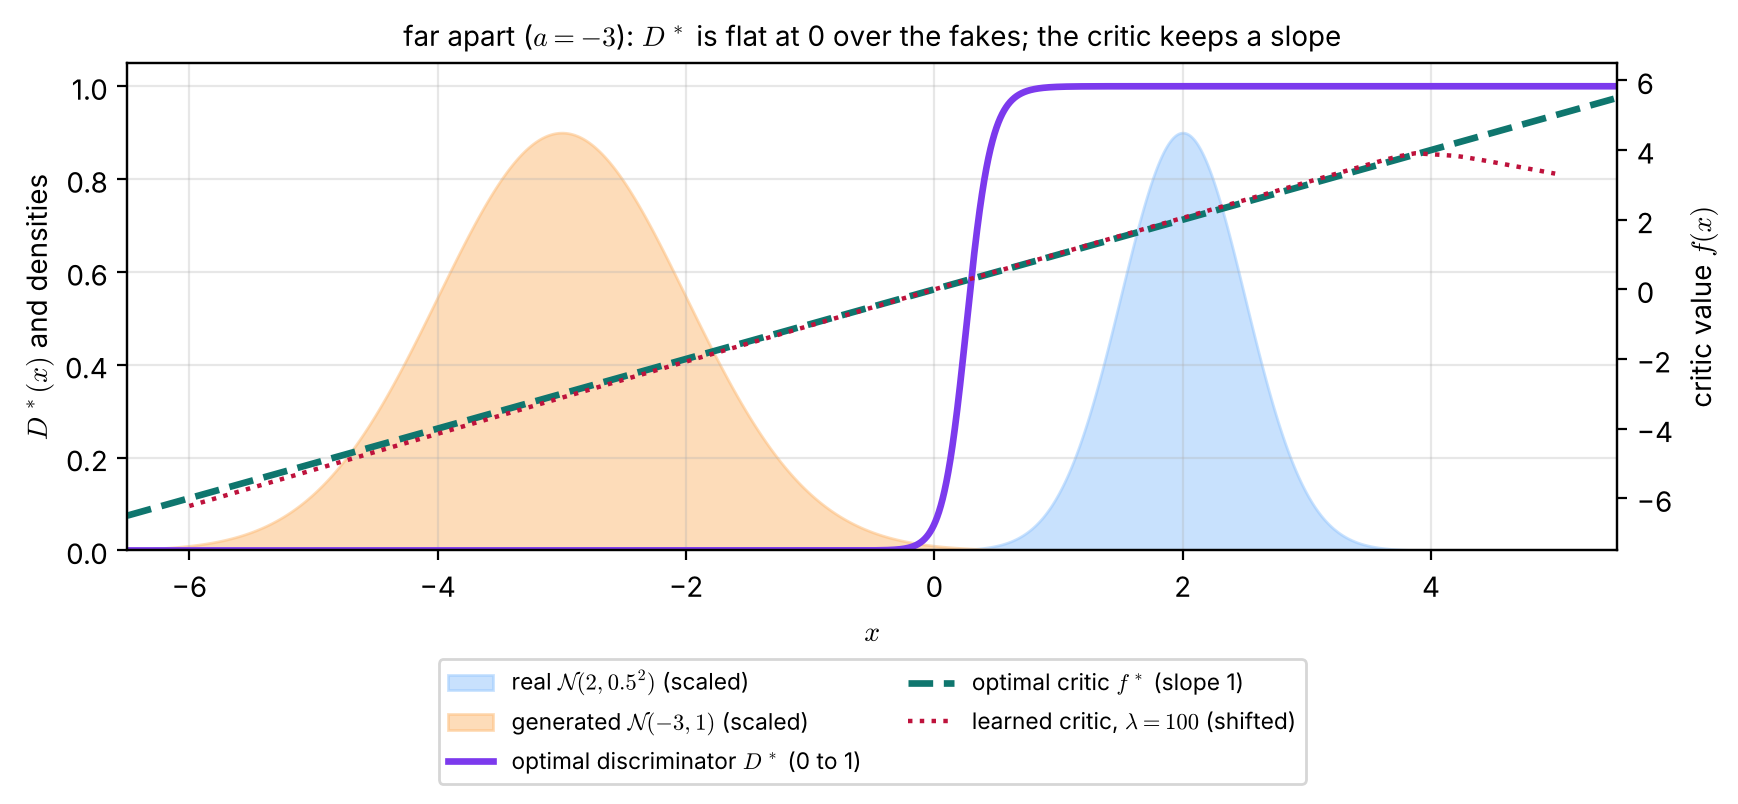 far apart (a = −3): D* is flat at 0 over the fakes; the critic keeps a slope
D*(x) and densities
1.0
0.8
0.6
0.4
0.2
0.0
6
4
2
0
−2
−4
−6
critic value f(x)
−6 −4 −2 0 2 4
x
real 𝒩(2, 0.5²) (scaled)
generated 𝒩(−3, 1) (scaled)
optimal discriminator D* (0 to 1)
optimal critic f* (slope 1)
learned critic, λ = 100 (shifted)